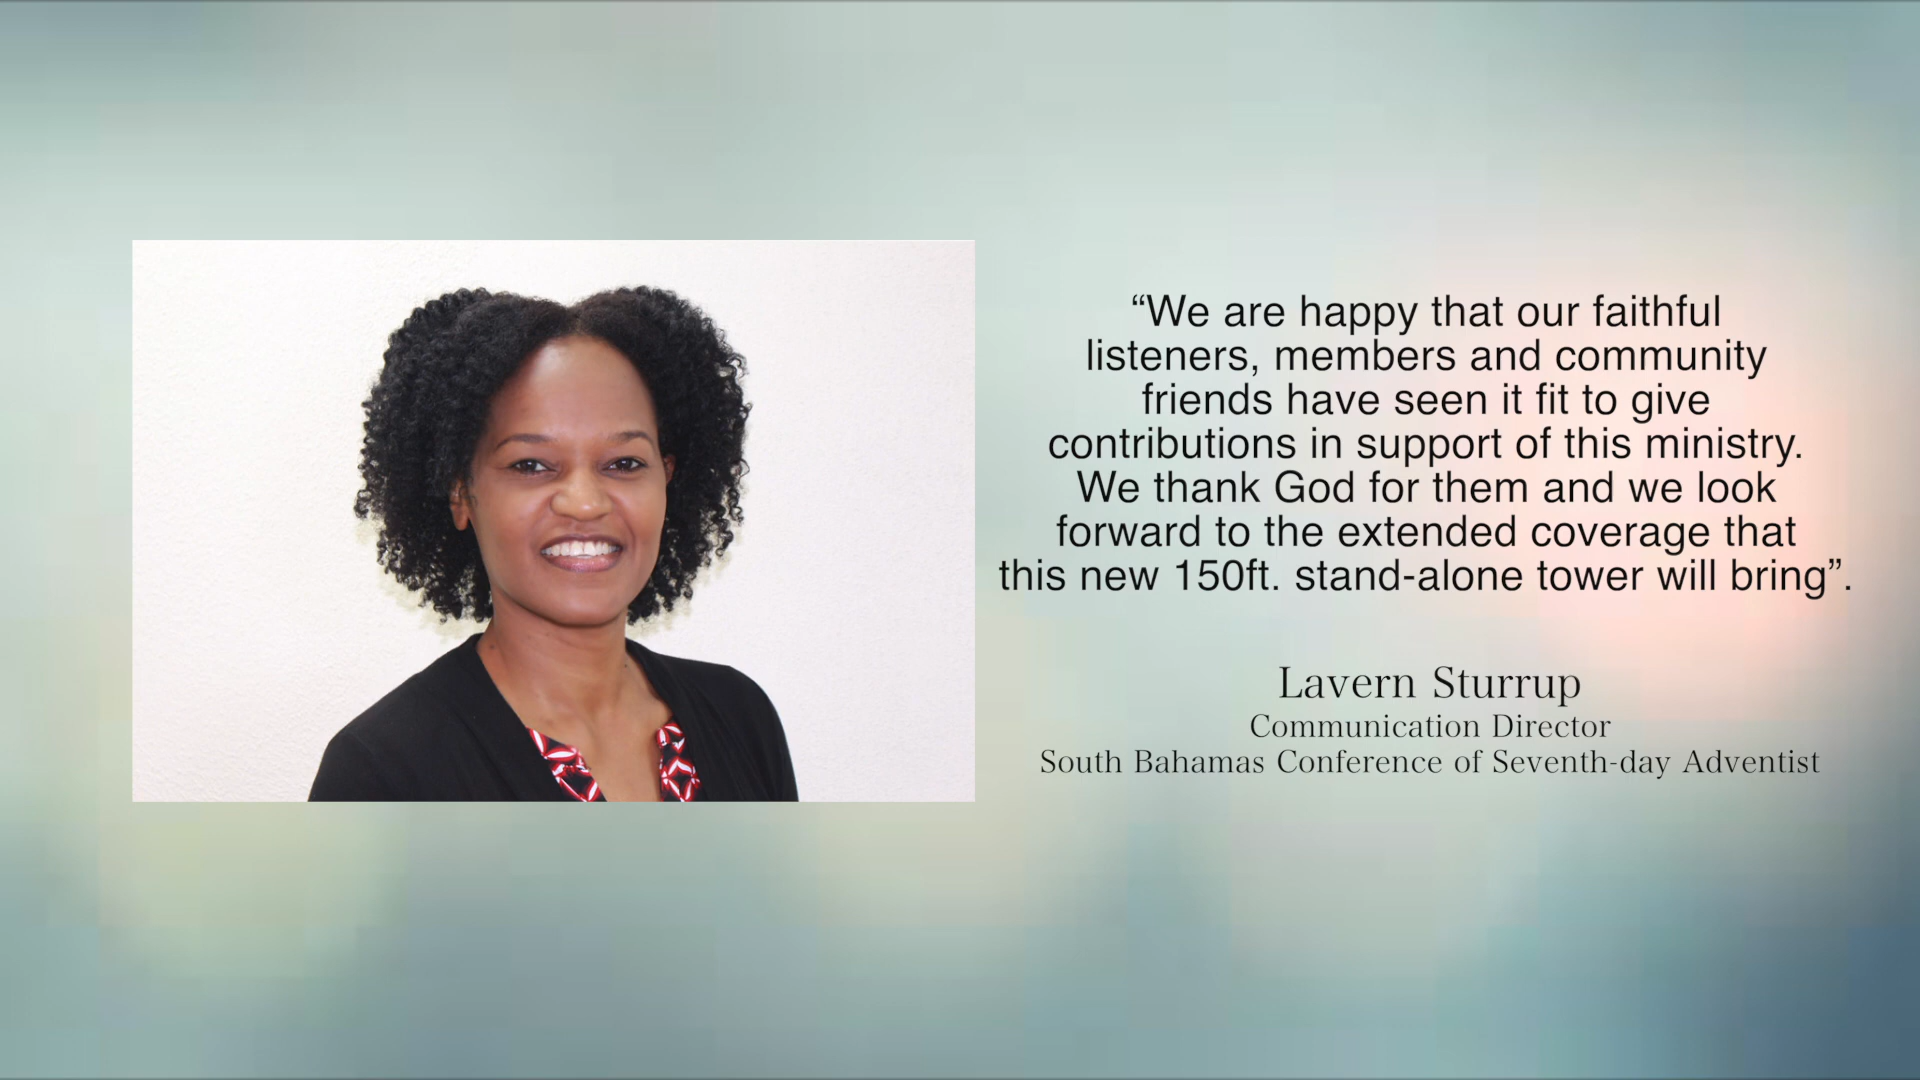 “We are happy that our faithful
listeners, members and community
friends have seen it fit to give
contributions in support of this ministry.
We thank God for them and we look
forward to the extended coverage that
this new 150ft. stand-alone tower will bring”.
Lavern Sturrup
Communication Director
South Bahamas Conference of Seventh-day Adventist